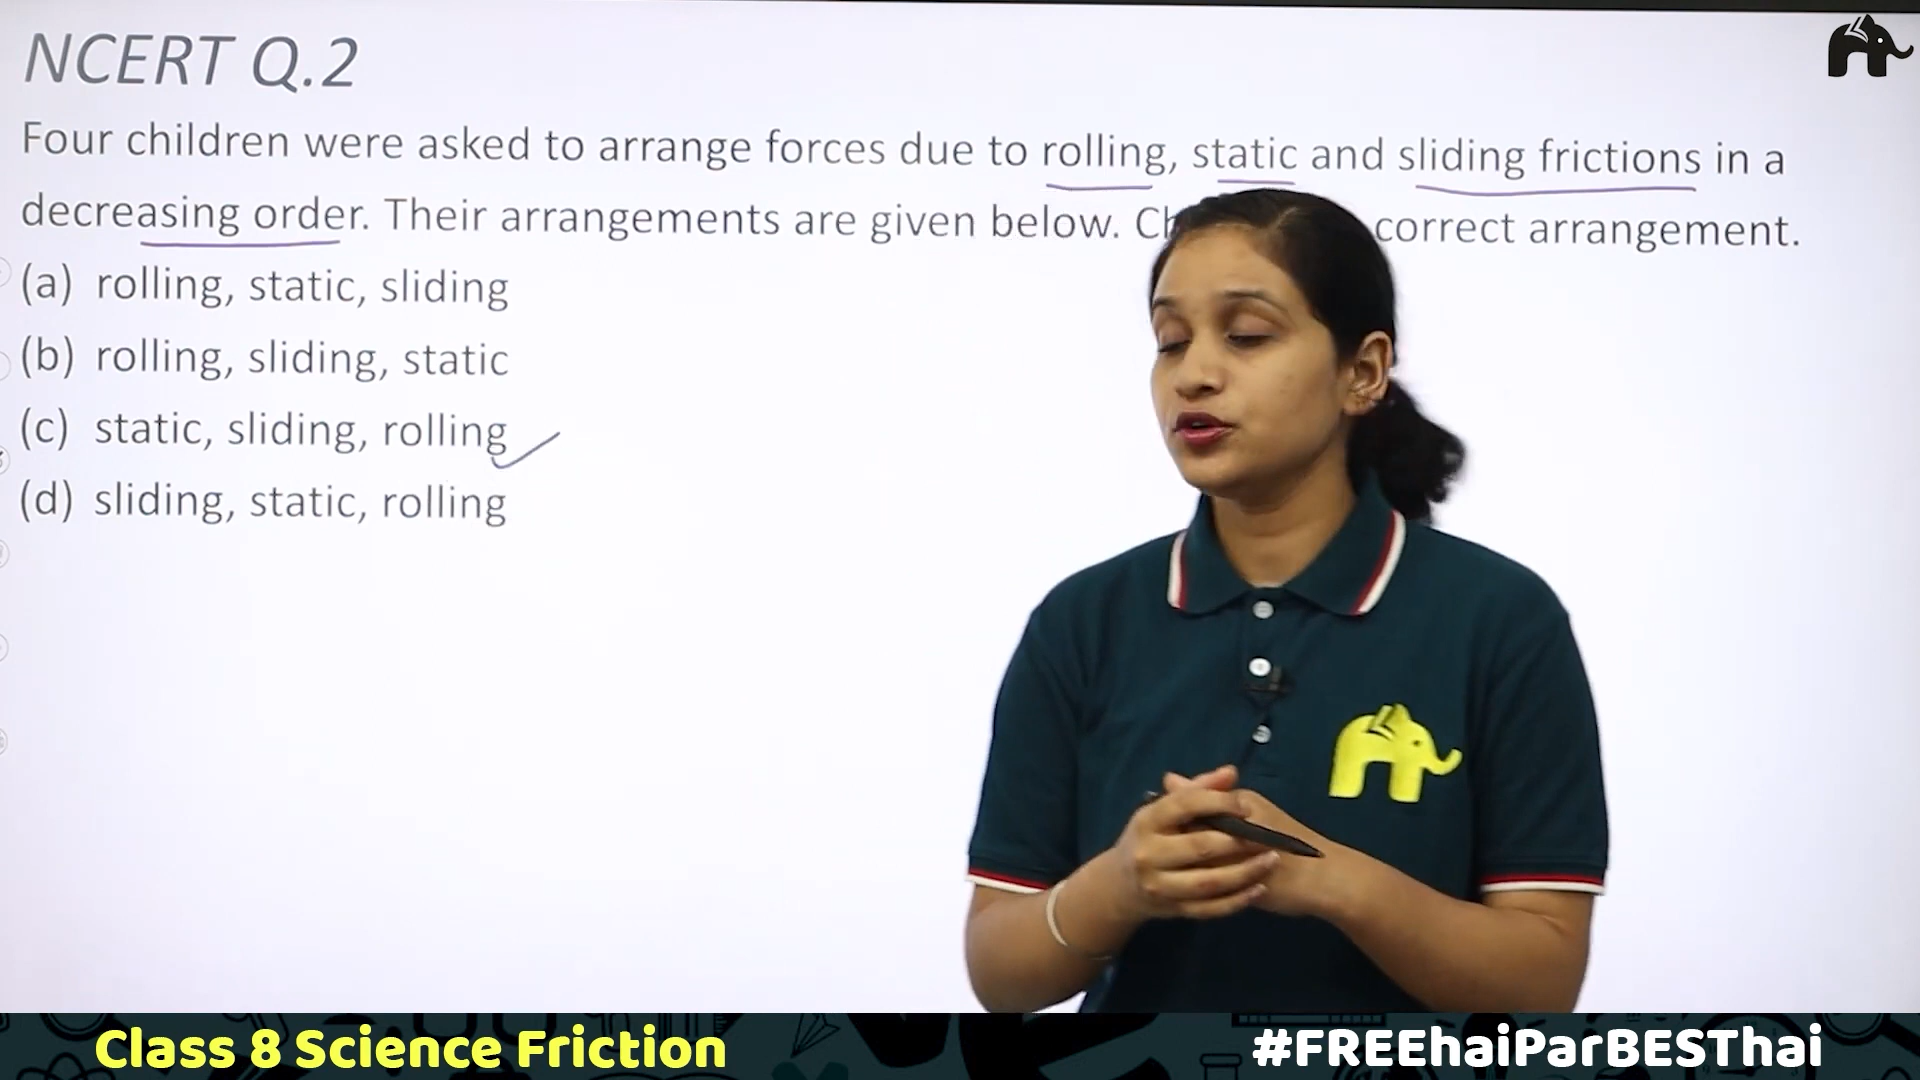 NCERT Q.2
Four children were asked to arrange forces due to rolling, static and sliding frictions in a
decreasing order. Their arrangements are given below. correct arrangement.
(a) rolling, static, sliding
(b) rolling, sliding, static
(c) static, sliding, rolling
(d) sliding, static, rolling
Class 8 Science Friction
#FREEhaiParBESThai